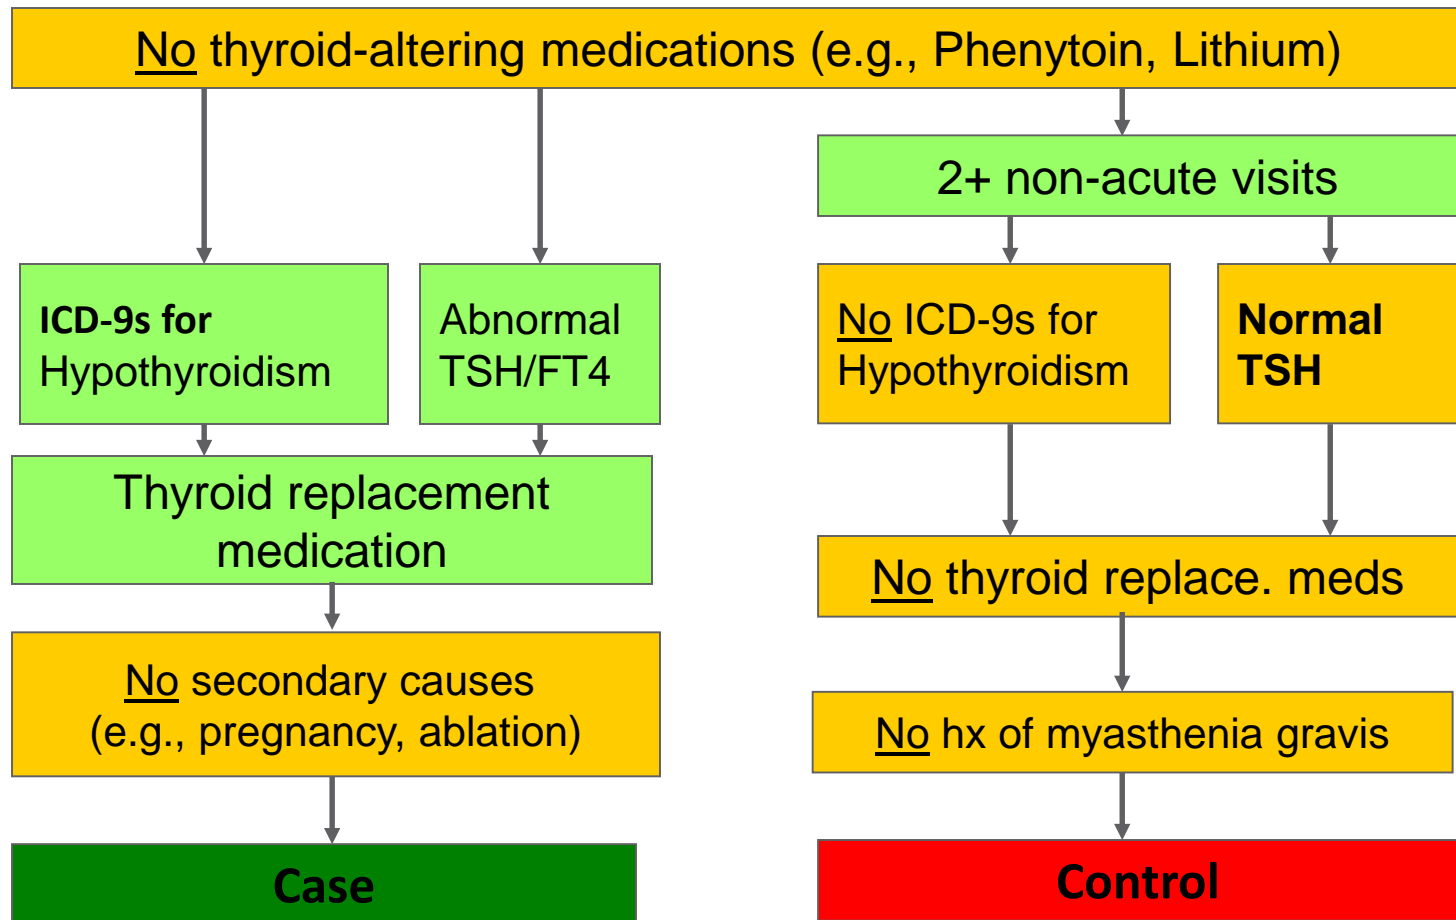 No thyroid-altering medications (e.g., Phenytoin, Lithium)
2+ non-acute visits
ICD-9s for
Hypothyroidism
Abnormal
TSH/FT4
No ICD-9s for
Hypothyroidism
Normal
TSH
Thyroid replacement
medication
No thyroid replace. meds
No secondary causes
(e.g., pregnancy, ablation)
No hx of myasthenia gravis
Case
Control